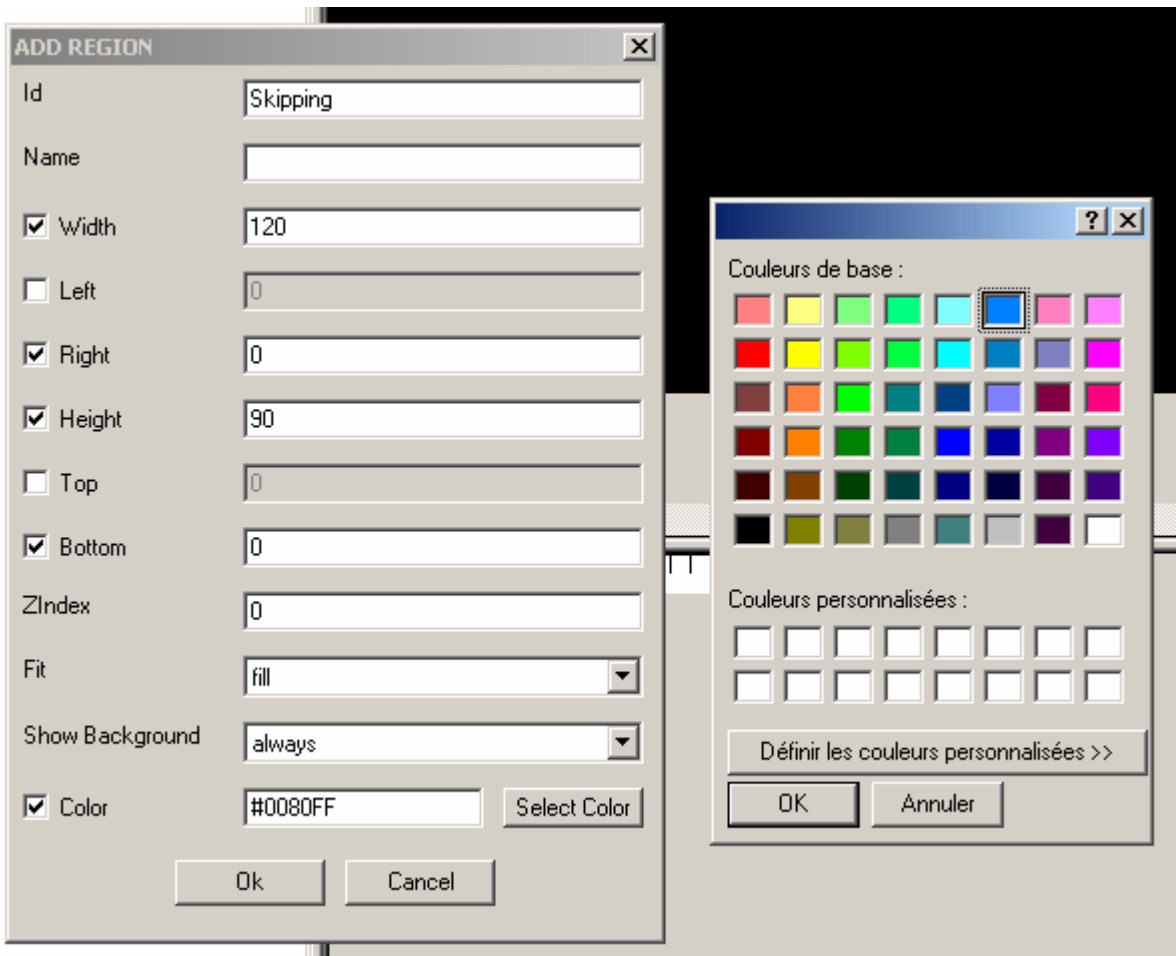 ADD REGION
Id
Skipping
Name
Width
120
Left
0
Right
0
Height
90
Top
0
Bottom
0
ZIndex
0
Fit
fill
Show Background
always
Color
#0080FF
Select Color
Ok
Cancel
?
Couleurs de base :
Couleurs personnalisées :
Définir les couleurs personnalisées >>
OK
Annuler